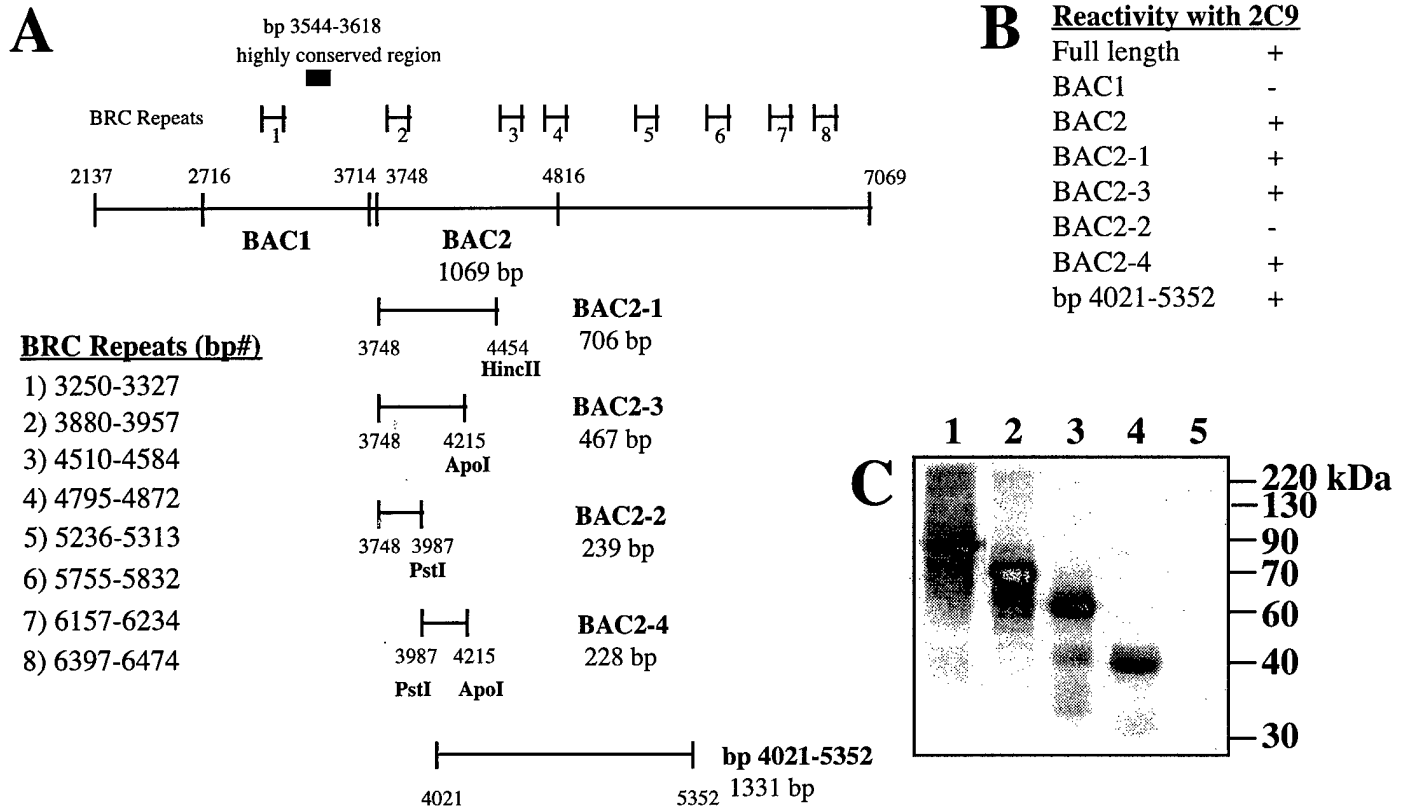 A
bp 3544-3618
highly conserved region
BRC Repeats
1
2
3
4
5
6
7
8
2137
2716
3714
3748
4816
7069
BAC1
BAC2
1069 bp
BAC2-1
706 bp
3748
4454
HincII
BAC2-3
467 bp
3748
4215
ApoI
BAC2-2
239 bp
3748
3987
PstI
BAC2-4
228 bp
3987
4215
PstI
ApoI
bp 4021-5352
1331 bp
4021
5352
BRC Repeats (bp#)
1) 3250-3327
2) 3880-3957
3) 4510-4584
4) 4795-4872
5) 5236-5313
6) 5755-5832
7) 6157-6234
8) 6397-6474
B
Reactivity with 2C9
Full length +
BAC1 -
BAC2 +
BAC2-1 +
BAC2-3 +
BAC2-2 -
BAC2-4 +
bp 4021-5352 +
C
1 2 3 4 5
220 kDa
130
90
70
60
40
30